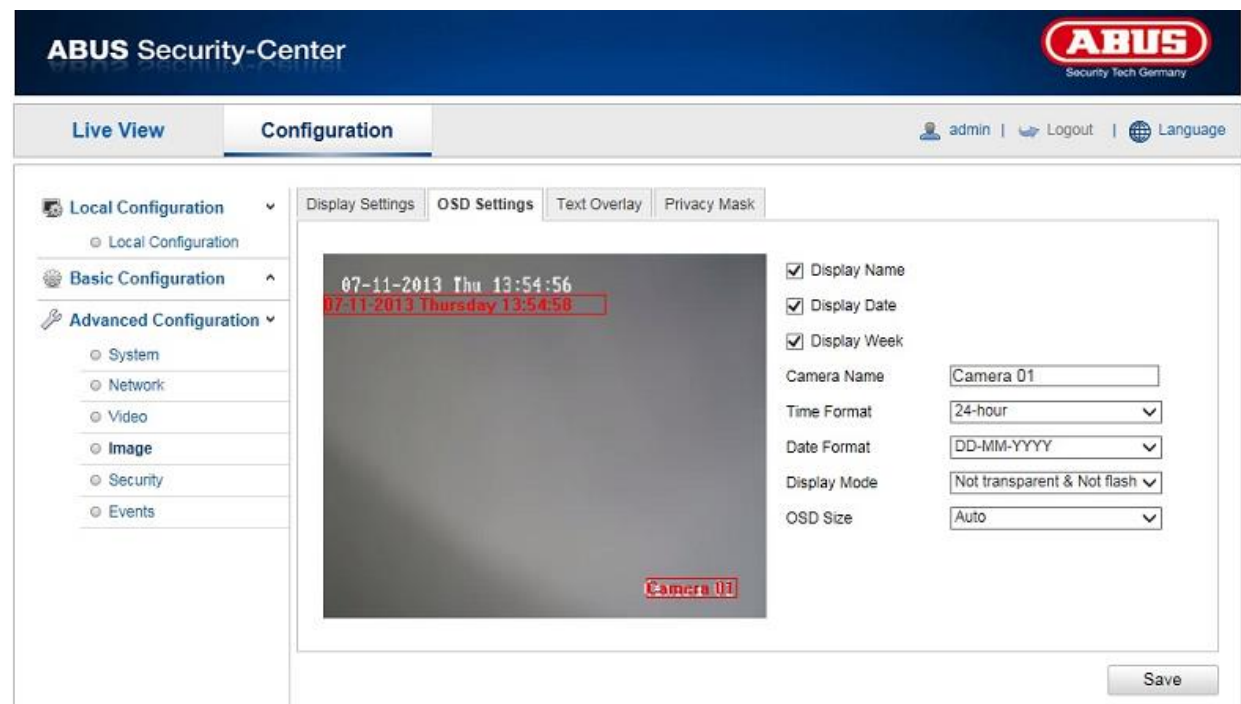 ABUS Security-Center
ABUS
Security Tech Germany
Live View
Configuration
admin | Logout | Language
Local Configuration
Local Configuration
Basic Configuration
Advanced Configuration
System
Network
Video
Image
Security
Events
Display Settings
OSD Settings
Text Overlay
Privacy Mask
07-11-2013 Thu 13:54:56
07-11-2013 Thursday 13:54:58
Camera 01
Display Name
Display Date
Display Week
Camera Name Camera 01
Time Format 24-hour
Date Format DD-MM-YYYY
Display Mode Not transparent & Not flash
OSD Size Auto
Save